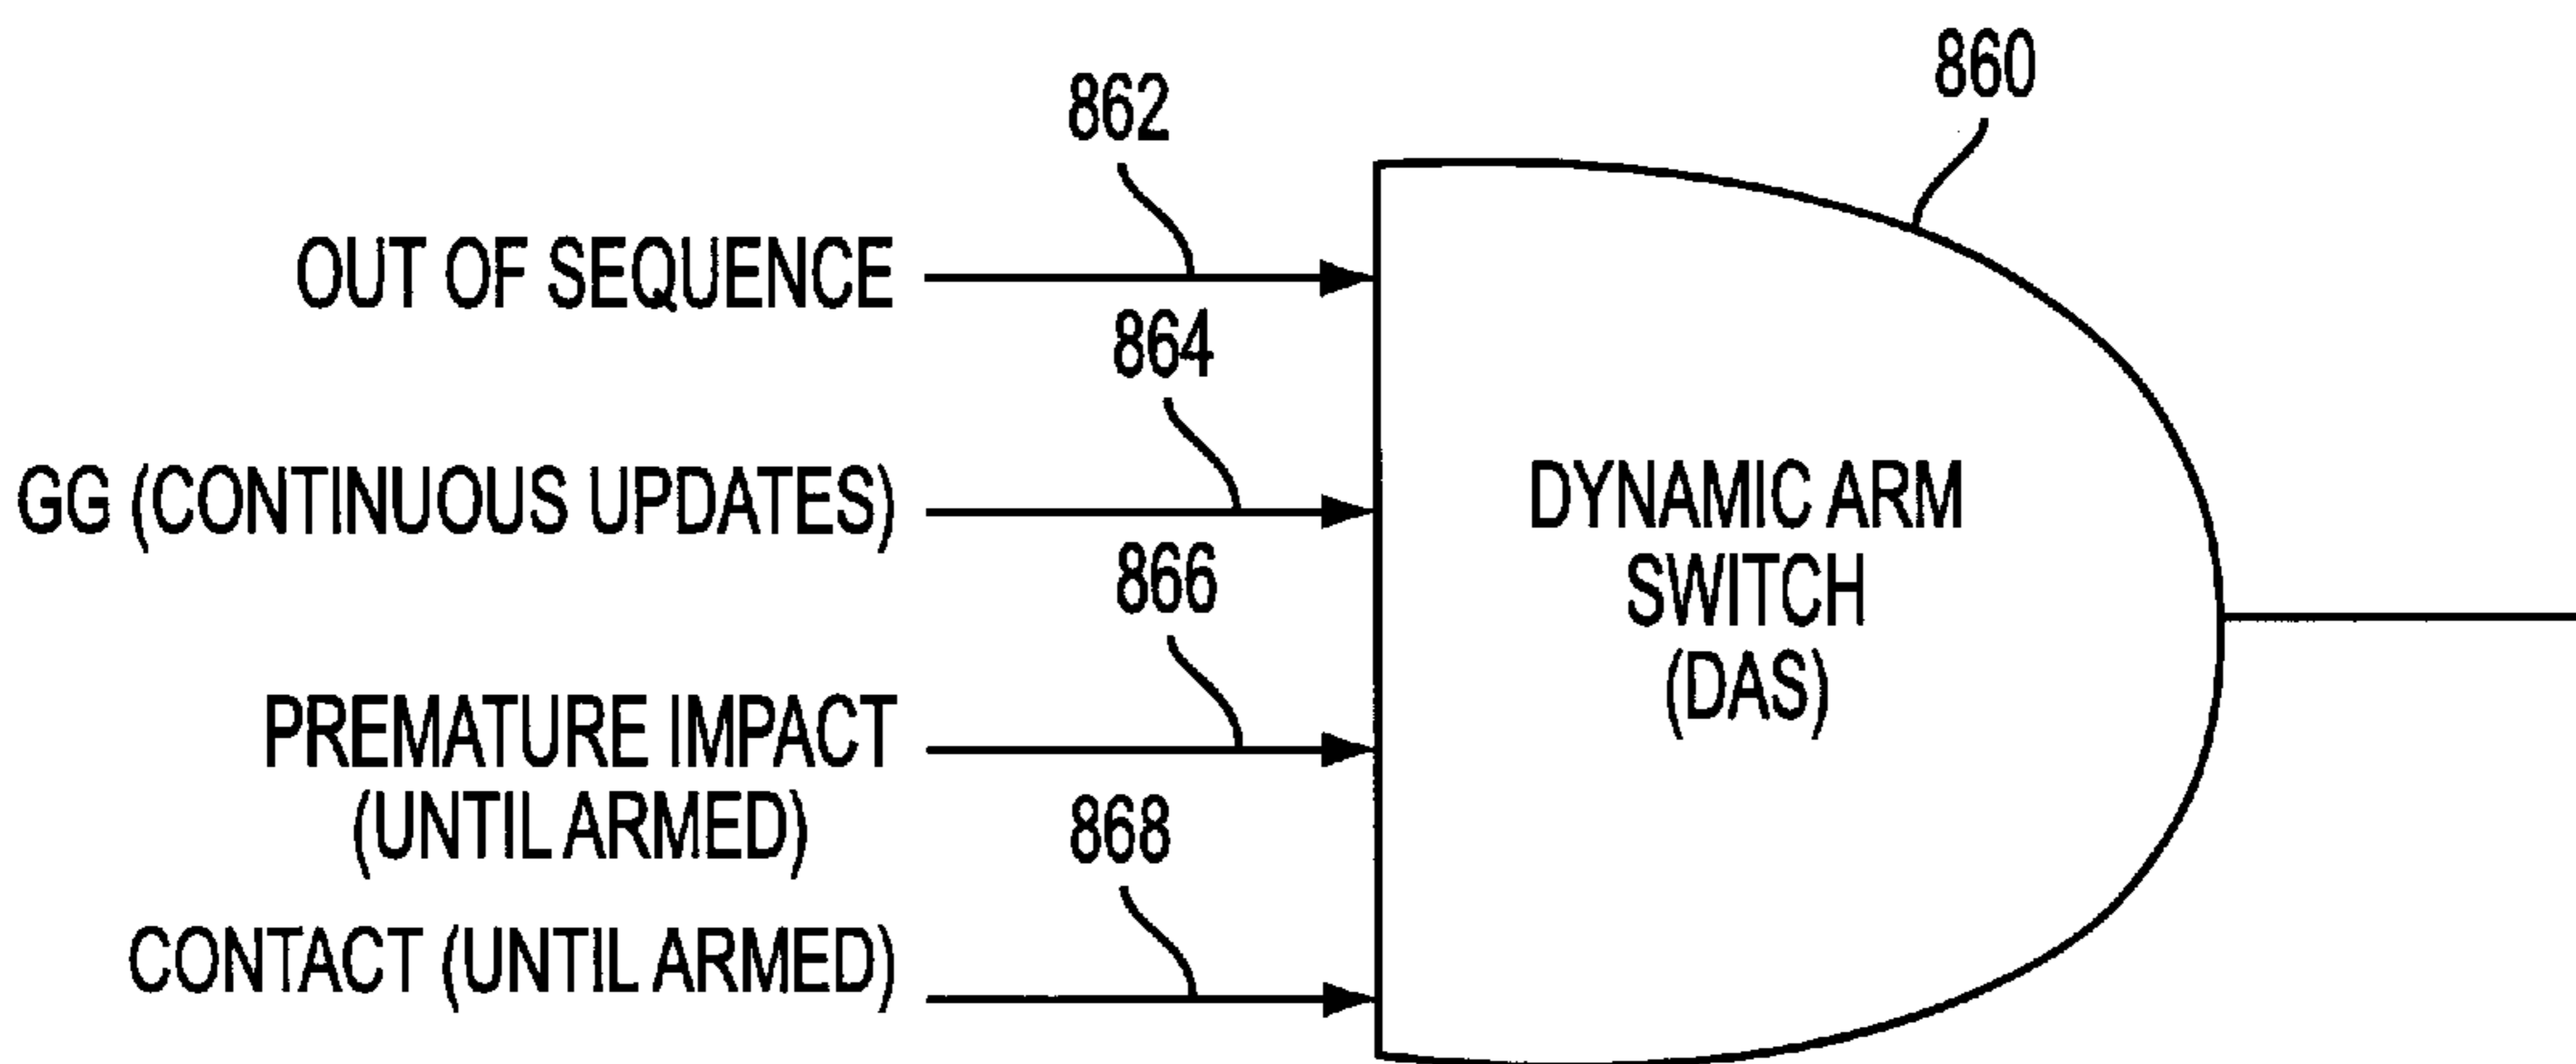 860
862
OUT OF SEQUENCE
864
GG (CONTINUOUS UPDATES)
866
PREMATURE IMPACT
(UNTIL ARMED)
868
CONTACT (UNTIL ARMED)
DYNAMIC ARM
SWITCH
(DAS)